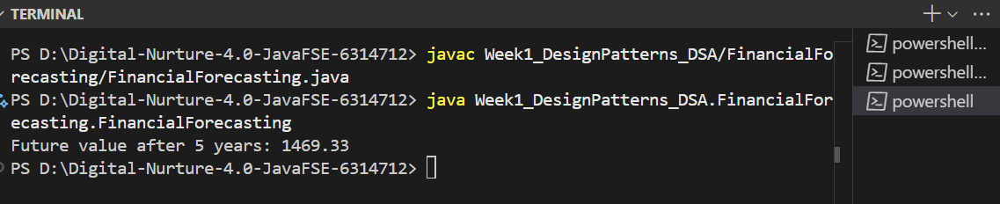 TERMINAL
PS D:\Digital-Nurture-4.0-JavaFSE-6314712> javac Week1_DesignPatterns_DSA/FinancialFo
recasting/FinancialForecasting.java
PS D:\Digital-Nurture-4.0-JavaFSE-6314712> java Week1_DesignPatterns_DSA.FinancialFor
ecasting.FinancialForecasting
Future value after 5 years: 1469.33
PS D:\Digital-Nurture-4.0-JavaFSE-6314712>
powershell...
powershell...
powershell